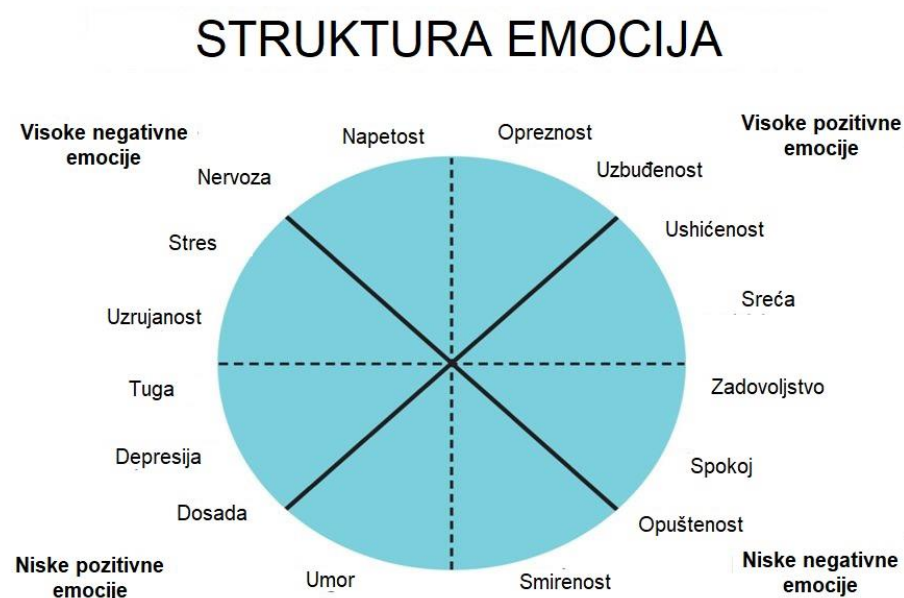 STRUKTURA EMOCIJA
Visoke negativne
emocije
Napetost
Opreznost
Visoke pozitivne
emocije
Nervoza
Uzbuđenost
Stres
Ushićenost
Uzrujanost
Sreća
Tuga
Zadovoljstvo
Depresija
Spokoj
Dosada
Opuštenost
Niske pozitivne
emocije
Umor
Smirenost
Niske negativne
emocije